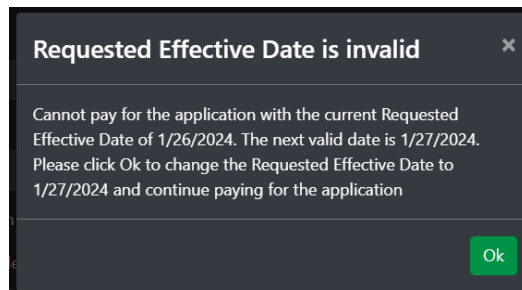 Requested Effective Date is invalid
×
Cannot pay for the application with the current Requested
Effective Date of 1/26/2024. The next valid date is 1/27/2024.
Please click Ok to change the Requested Effective Date to
1/27/2024 and continue paying for the application
Ok